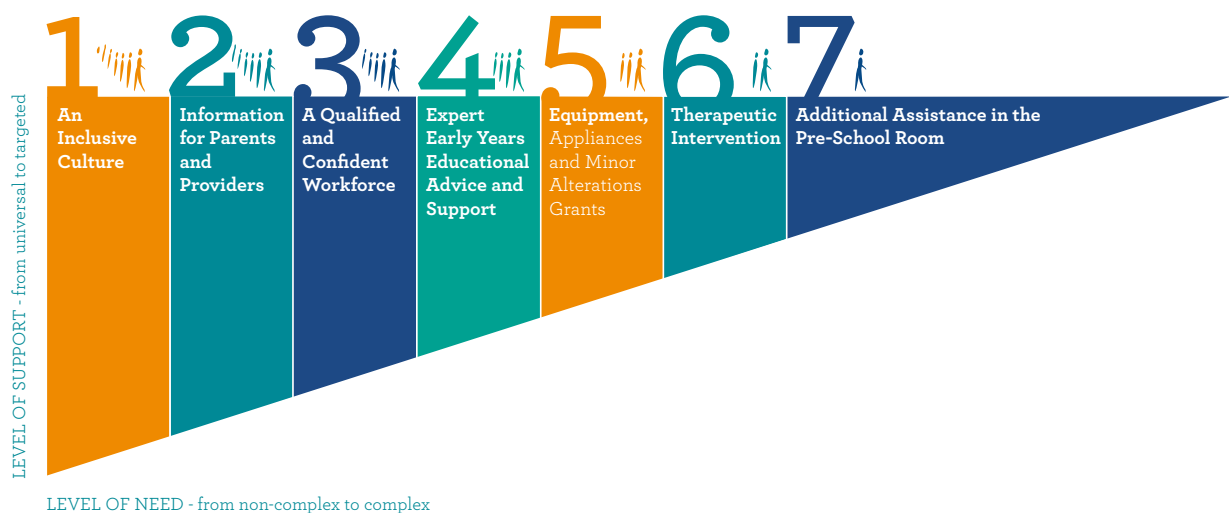 1
An
Inclusive
Culture
2
Information
for Parents
and
Providers
3
A Qualified
and
Confident
Workforce
4
Expert
Early Years
Educational
Advice and
Support
5
Equipment,
Appliances
and Minor
Alterations
Grants
6
Therapeutic
Intervention
7
Additional Assistance in the
Pre-School Room
LEVEL OF SUPPORT - from universal to targeted
LEVEL OF NEED - from non-complex to complex